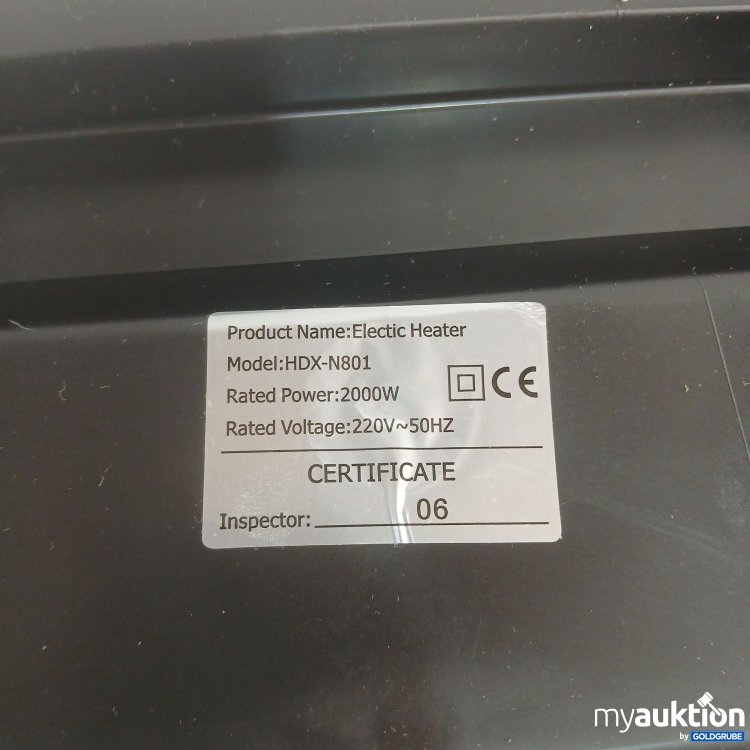 Product Name:Electic Heater
Model:HDX-N801
Rated Power:2000W
CE
Rated Voltage:220V~50HZ
CERTIFICATE
Inspector: 06
myauktion
by GOLDGRUBE